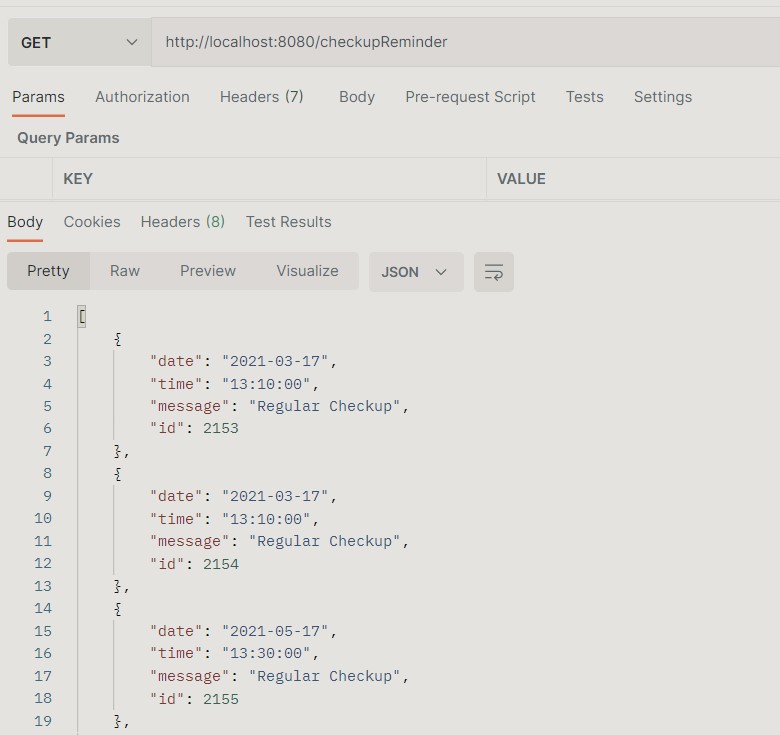 GET http://localhost:8080/checkupReminder
Params Authorization Headers (7) Body Pre-request Script Tests Settings
Query Params
KEY VALUE
Body Cookies Headers (8) Test Results
Pretty Raw Preview Visualize JSON
1 [
2 {
3 "date": "2021-03-17",
4 "time": "13:10:00",
5 "message": "Regular Checkup",
6 "id": 2153
7 },
8 {
9 "date": "2021-03-17",
10 "time": "13:10:00",
11 "message": "Regular Checkup",
12 "id": 2154
13 },
14 {
15 "date": "2021-05-17",
16 "time": "13:30:00",
17 "message": "Regular Checkup",
18 "id": 2155
19 },